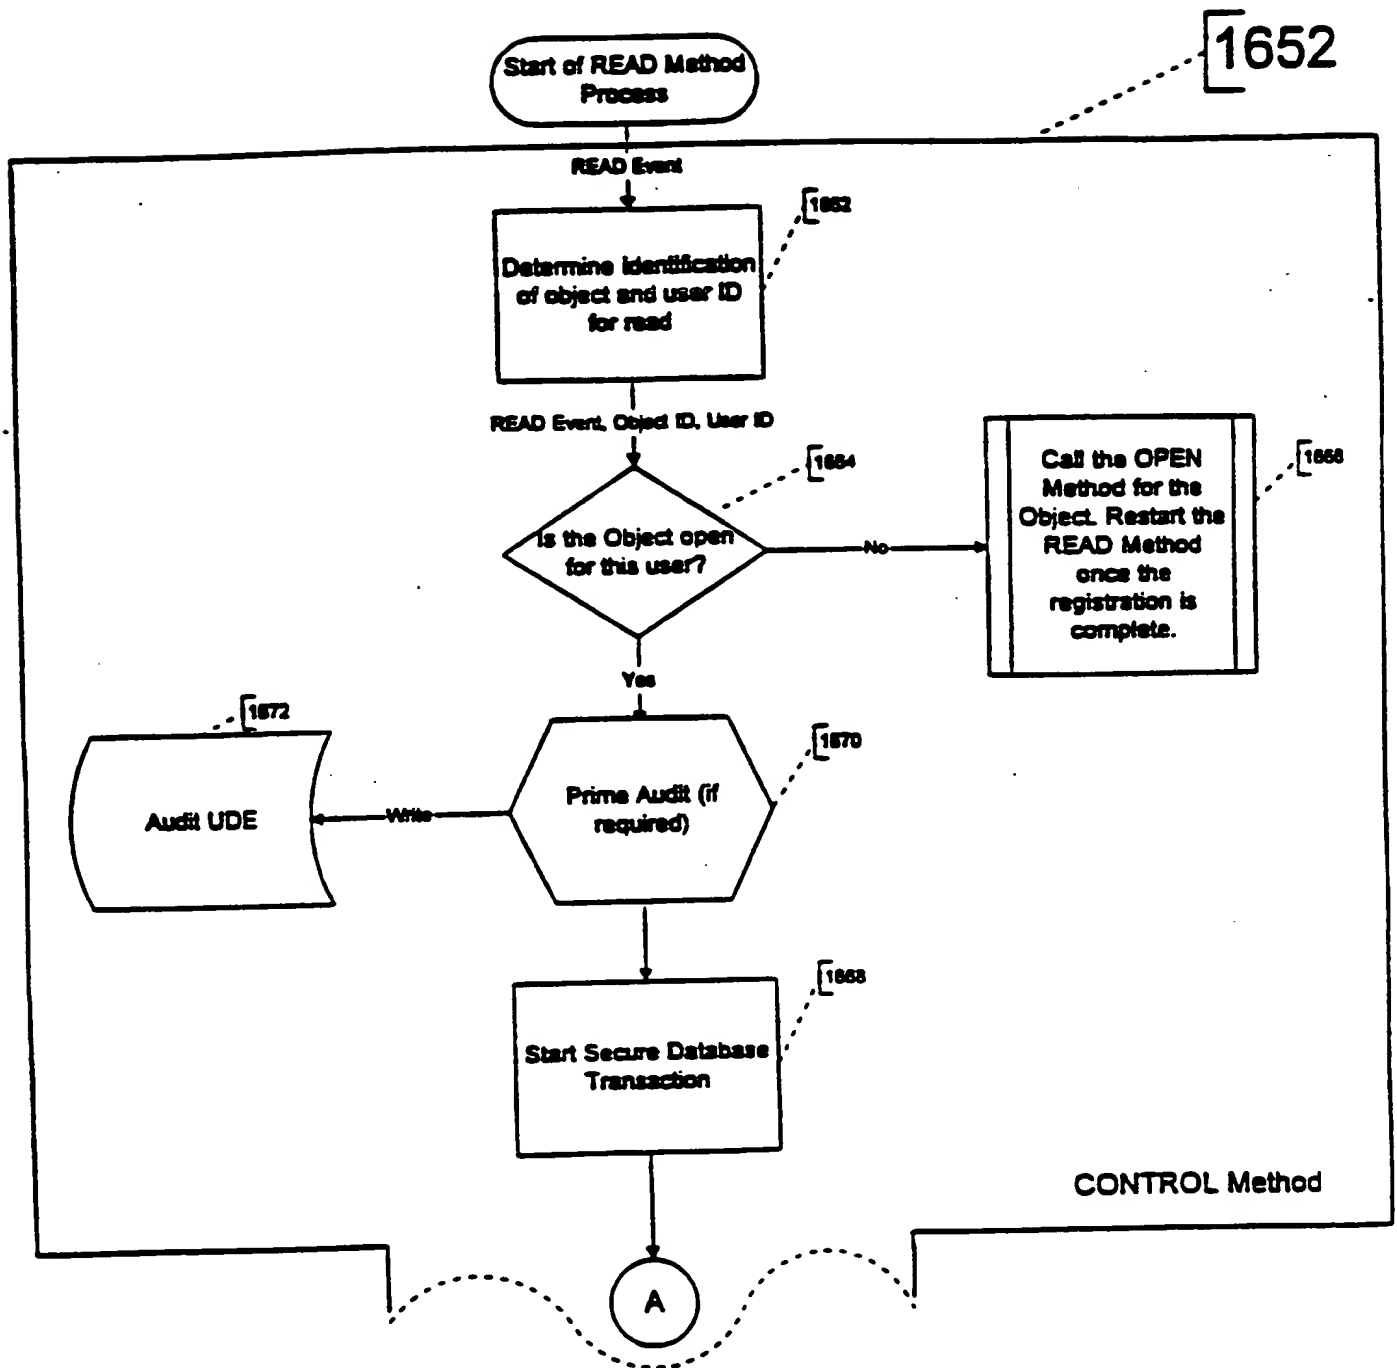 1652
Start of READ Method
Process
READ Event
Determine identification
of object and user ID
for read
READ Event, Object ID, User ID
1664
Is the Object open
for this user?
No
Call the OPEN
Method for the
Object. Restart the
READ Method
once the
registration is
complete.
Yes
1672
1670
Prime Audit (if
required)
Write
Audit UDE
Start Secure Database
Transaction
CONTROL Method
A